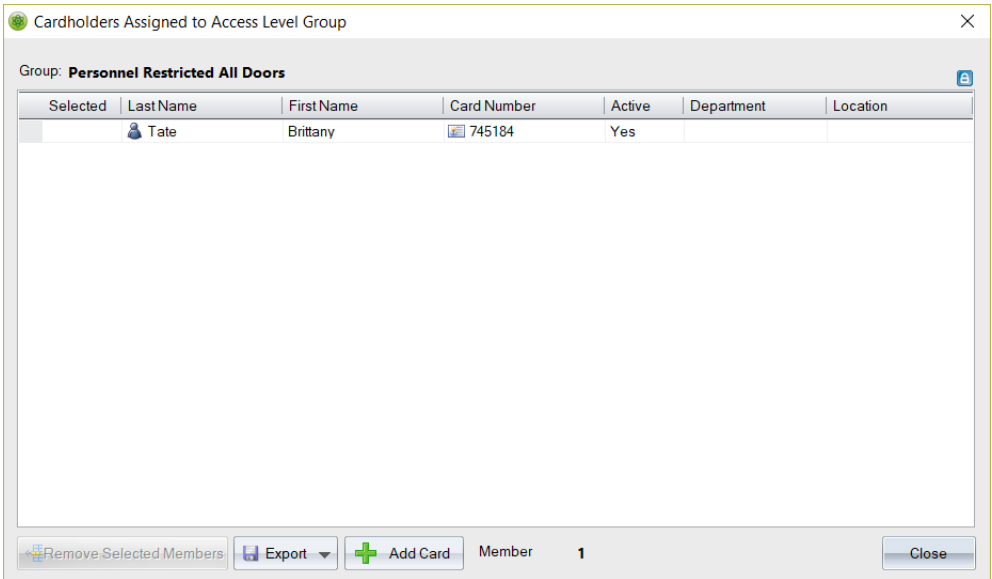 Cardholders Assigned to Access Level Group
Group: Personnel Restricted All Doors
Selected Last Name First Name Card Number Active Department Location
Tate Brittany 745184 Yes
Remove Selected Members Export Add Card Member 1 Close